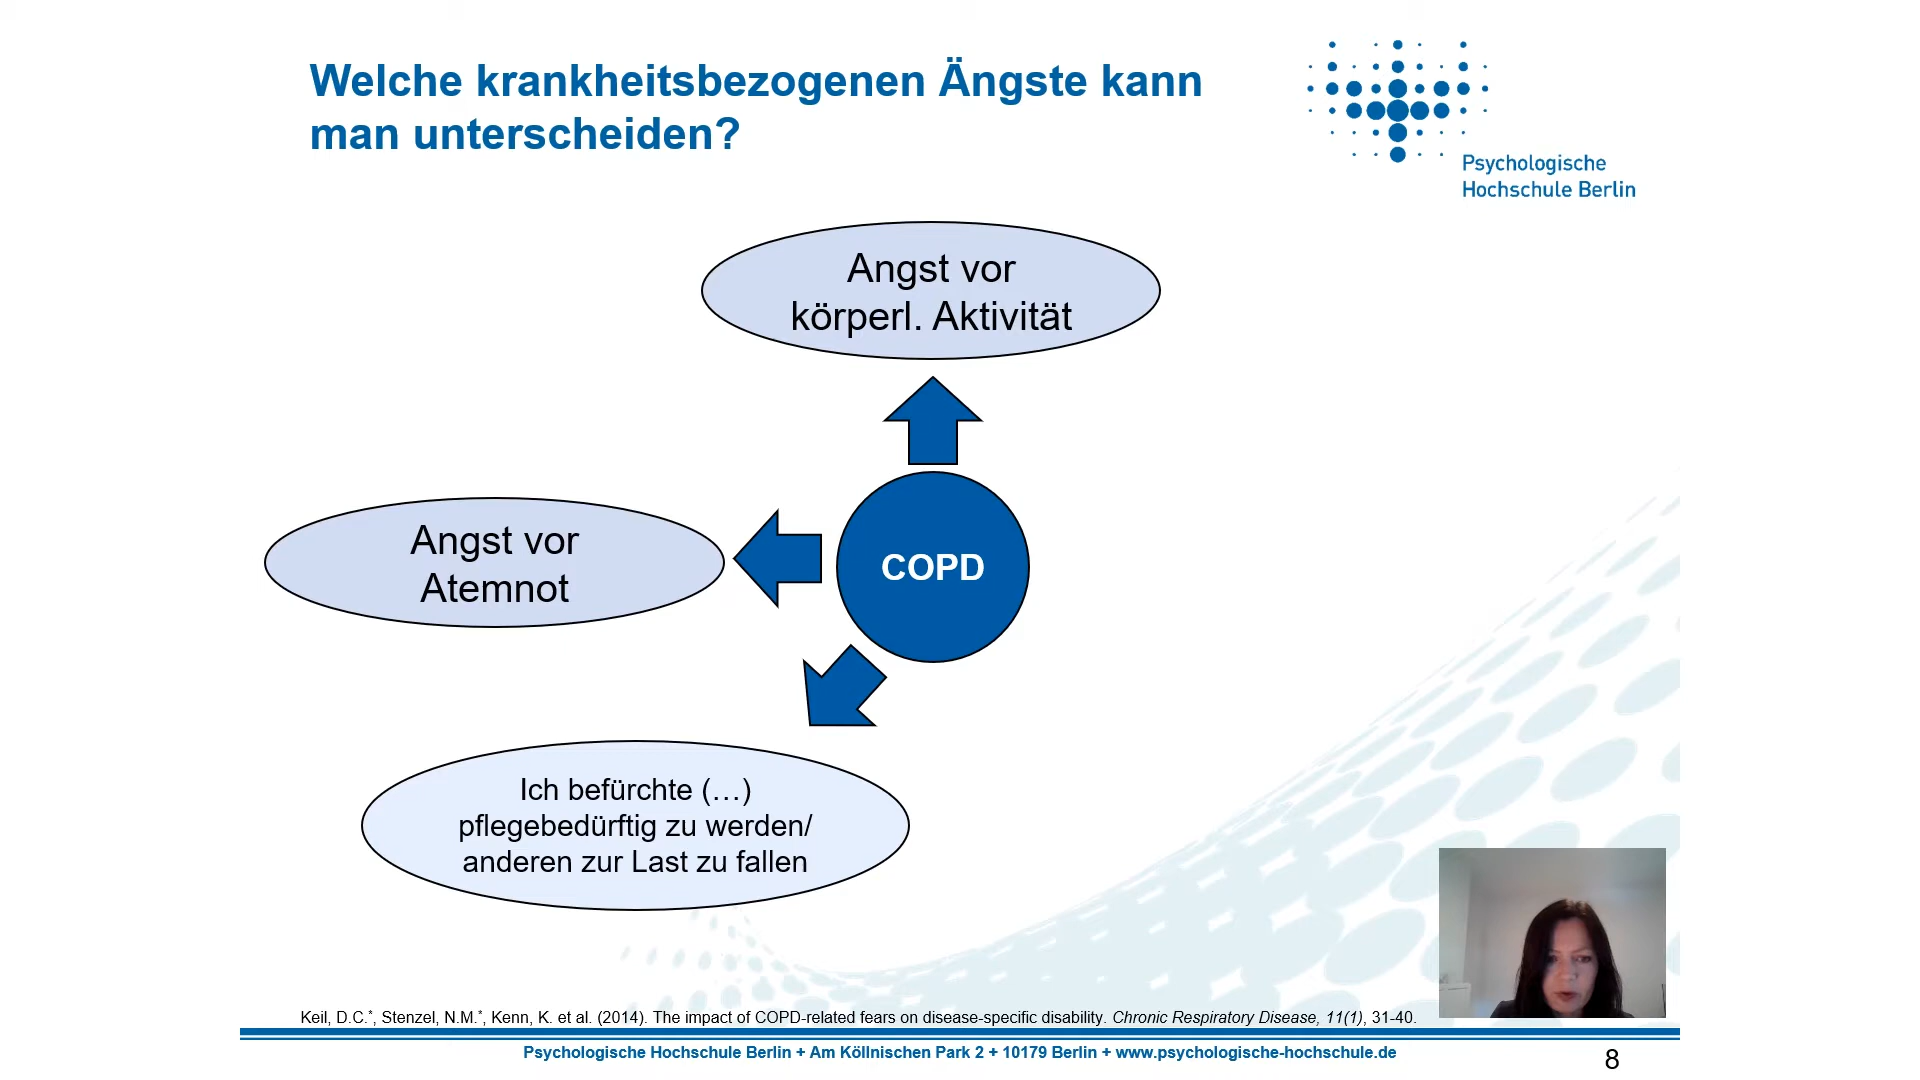 Welche krankheitsbezogenen Ängste kann
man unterscheiden?
Psychologische
Hochschule Berlin
Angst vor
körperl. Aktivität
Angst vor
Atemnot
COPD
Ich befürchte (…)
pflegebedürftig zu werden/
anderen zur Last zu fallen
Keil, D.C.*, Stenzel, N.M.*, Kenn, K. et al. (2014). The impact of COPD-related fears on disease-specific disability. Chronic Respiratory Disease, 11(1), 31-40.
Psychologische Hochschule Berlin + Am Köllnischen Park 2 + 10179 Berlin + www.psychologische-hochschule.de
8